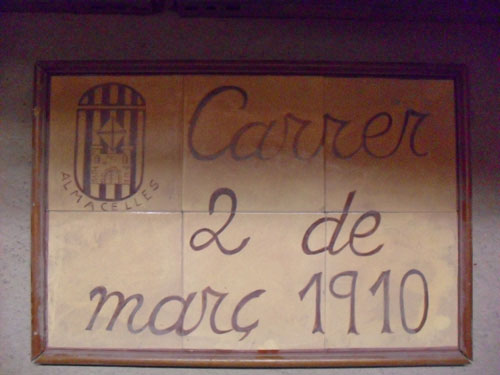 Carrer
ALMACELLES
2 de
març 1910